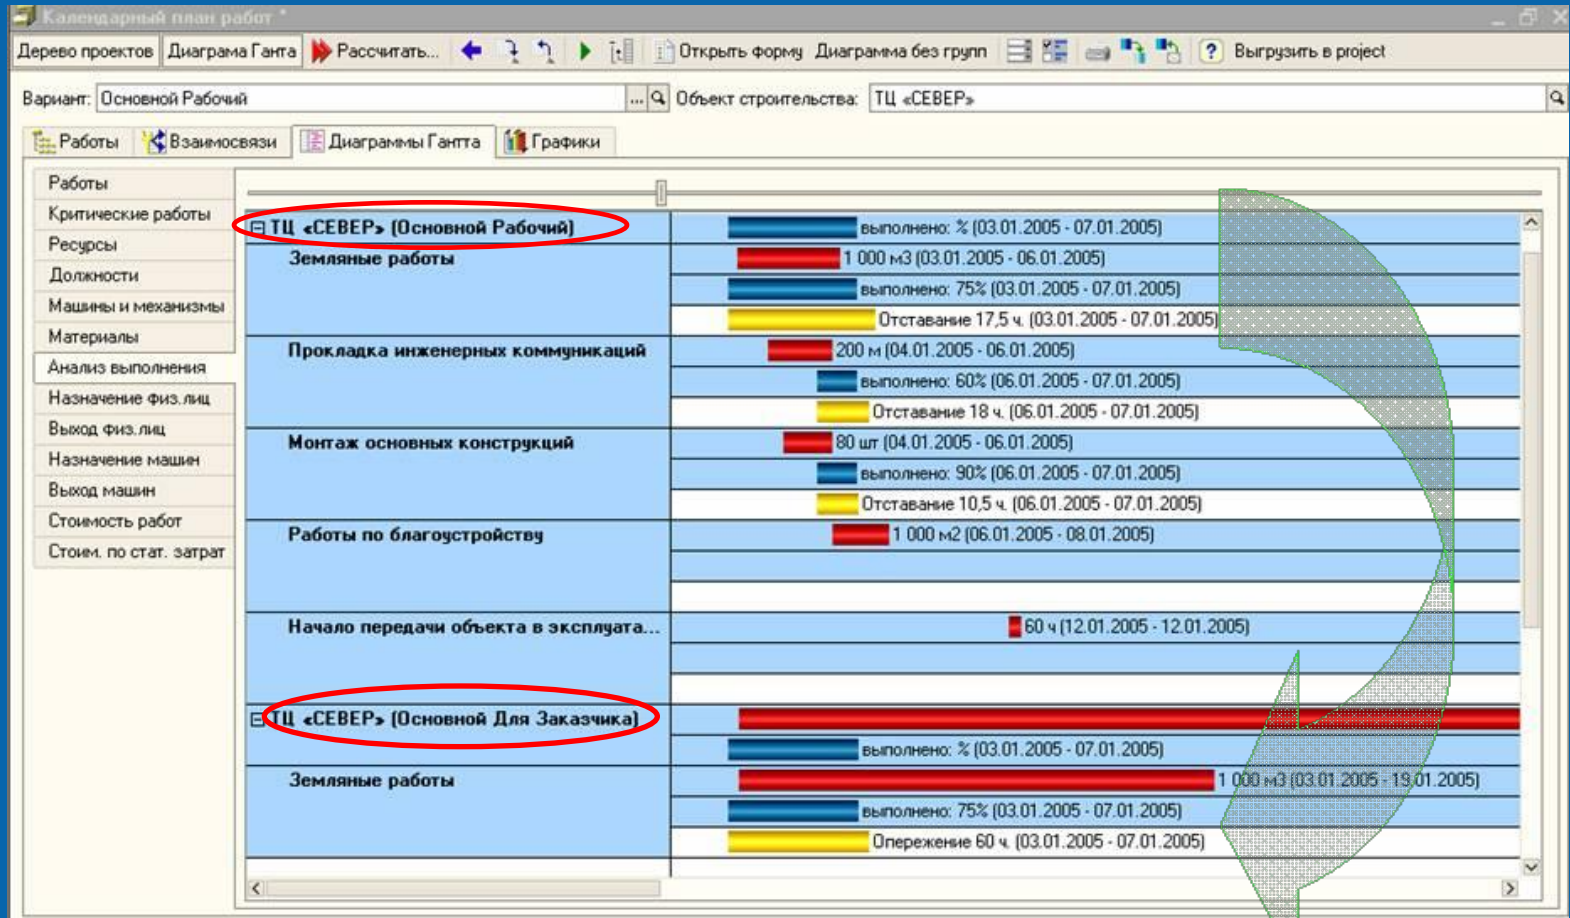 Календарный план работ *
Дерево проектов Диаграма Ганта Рассчитать... Открыть форму Диаграмма без групп ? Выгрузить в project
Вариант: Основной Рабочий ... Объект строительства: ТЦ «СЕВЕР»
Работы Взаимосвязи Диаграммы Гантта Графики
Работы
Критические работы
Ресурсы
Должности
Машины и механизмы
Материалы
Анализ выполнения
Назначение физ.лиц
Выход физ.лиц
Назначение машин
Выход машин
Стоимость работ
Стоим. по стат. затрат
ТЦ «СЕВЕР» (Основной Рабочий) выполнено: % (03.01.2005 - 07.01.2005)
Земляные работы 1 000 м3 (03.01.2005 - 06.01.2005)
выполнено: 75% (03.01.2005 - 07.01.2005)
Отставание 17,5 ч. (03.01.2005 - 07.01.2005)
Прокладка инженерных коммуникаций 200 м (04.01.2005 - 06.01.2005)
выполнено: 60% (06.01.2005 - 07.01.2005)
Отставание 18 ч. (06.01.2005 - 07.01.2005)
Монтаж основных конструкций 80 шт (04.01.2005 - 06.01.2005)
выполнено: 90% (06.01.2005 - 07.01.2005)
Отставание 10,5 ч. (06.01.2005 - 07.01.2005)
Работы по благоустройству 1 000 м2 (06.01.2005 - 08.01.2005)
Начало передачи объекта в эксплуата... 60 ч (12.01.2005 - 12.01.2005)
ТЦ «СЕВЕР» (Основной Для Заказчика)
выполнено: % (03.01.2005 - 07.01.2005)
Земляные работы 1 000 м3 (03.01.2005 - 19.01.2005)
выполнено: 75% (03.01.2005 - 07.01.2005)
Опережение 60 ч. (03.01.2005 - 07.01.2005)